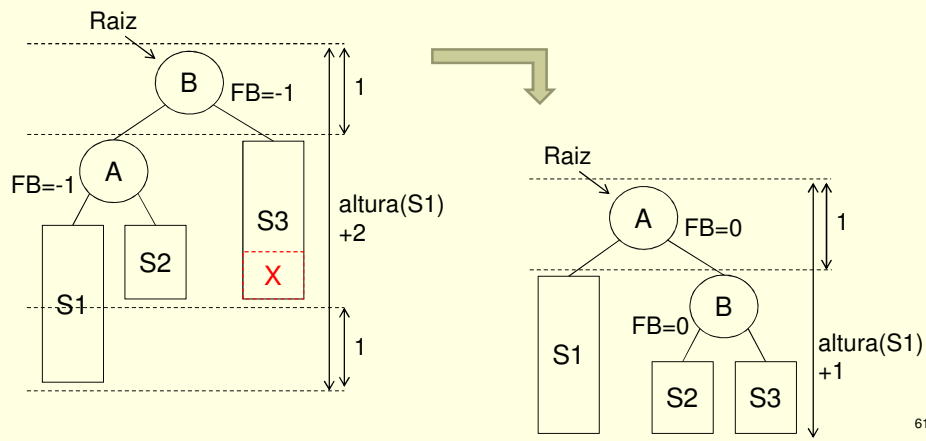 Raiz
B
FB=-1
1
A
FB=-1
S1
S2
S3
X
altura(S1)
+2
1
Raiz
A
FB=0
1
B
FB=0
S1
S2
S3
altura(S1)
+1
61